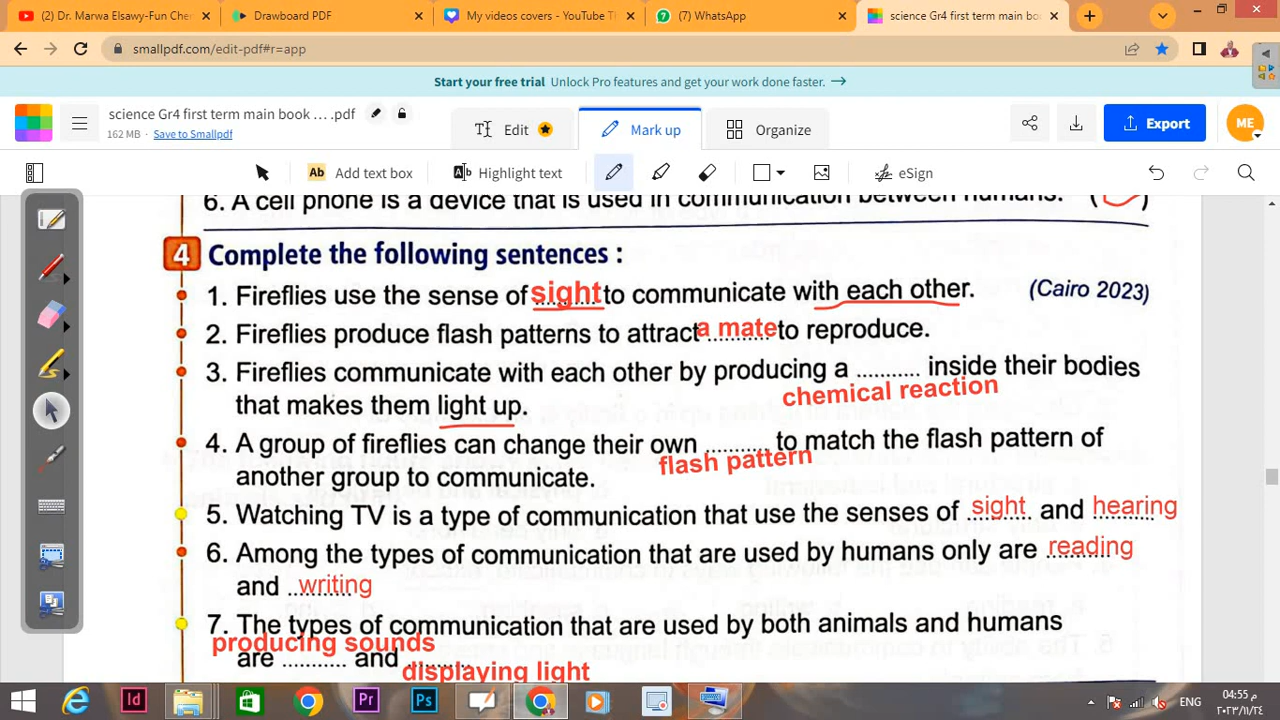 (2) Dr. Marwa Elsawy-Fun Che
Drawboard PDF
My videos covers - YouTube T
(7) WhatsApp
science Gr4 first term main bo
smallpdf.com/edit-pdf#r=app
Start your free trial Unlock Pro features and get your work done faster. →
science Gr4 first term main book ... .pdf
162 MB · Save to Smallpdf
Edit
Mark up
Organize
Export
ME
Ab Add text box
A Highlight text
eSign
6. A cell phone is a device that is used in communication between humans. ( )
4 Complete the following sentences :
1. Fireflies use the sense of sight to communicate with each other. (Cairo 2023)
2. Fireflies produce flash patterns to attract a mate to reproduce.
3. Fireflies communicate with each other by producing a .......... inside their bodies
chemical reaction
that makes them light up.
4. A group of fireflies can change their own .......... to match the flash pattern of
flash pattern
another group to communicate.
5. Watching TV is a type of communication that use the senses of sight and hearing
6. Among the types of communication that are used by humans only are reading
and writing
7. The types of communication that are used by both animals and humans
producing sounds
are .......... and ..........
displaying light
Id
Pr
Ps
ENG
04:55 م
٢٠٢٣/١١/٢٤